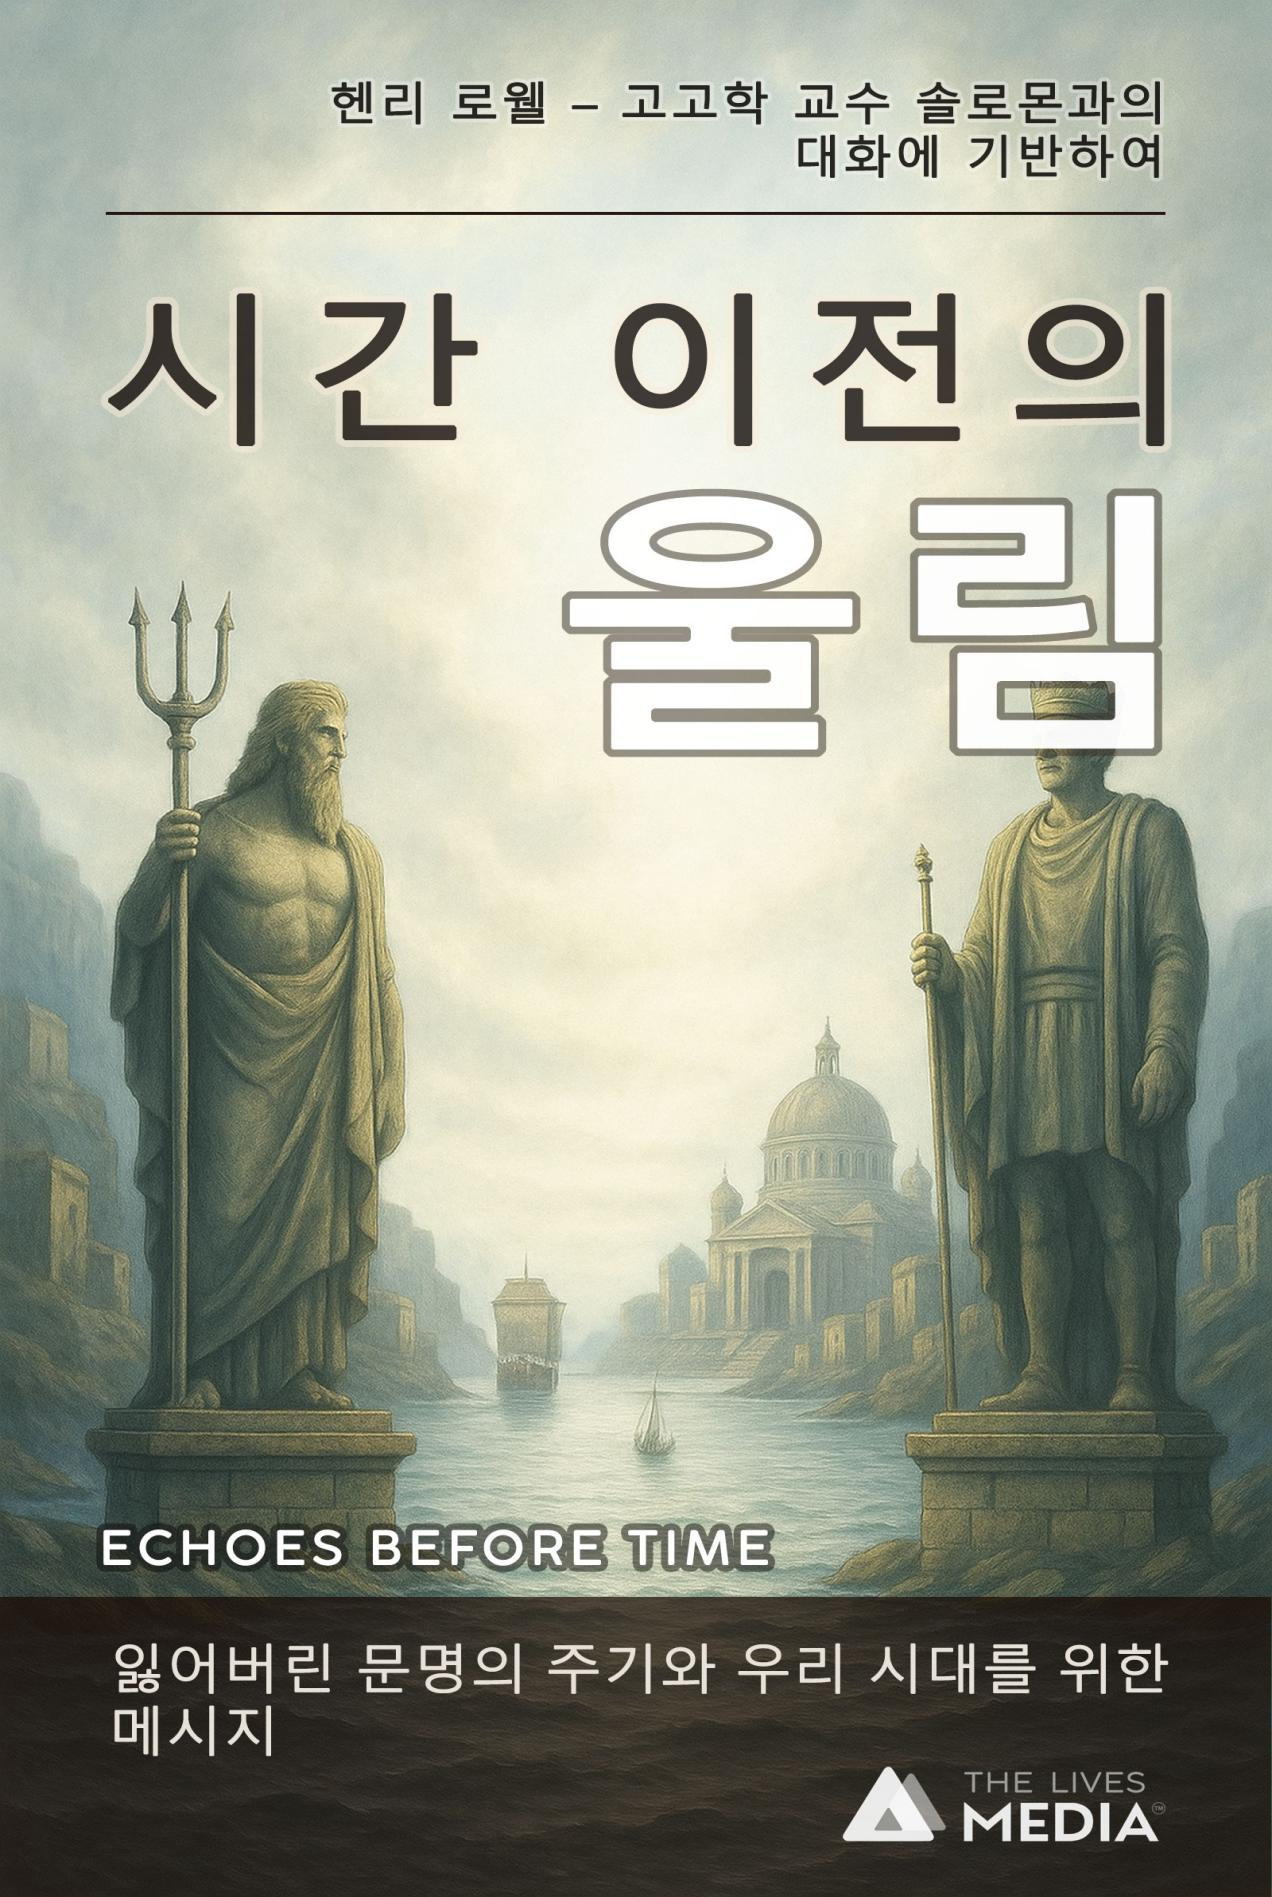 헨리 로웰 – 고고학 교수 솔로몬과의
대화에 기반하여
시간 이전의
울림
ECHOES BEFORE TIME
잃어버린 문명의 주기와 우리 시대를 위한
메시지
THE LIVES
MEDIA™